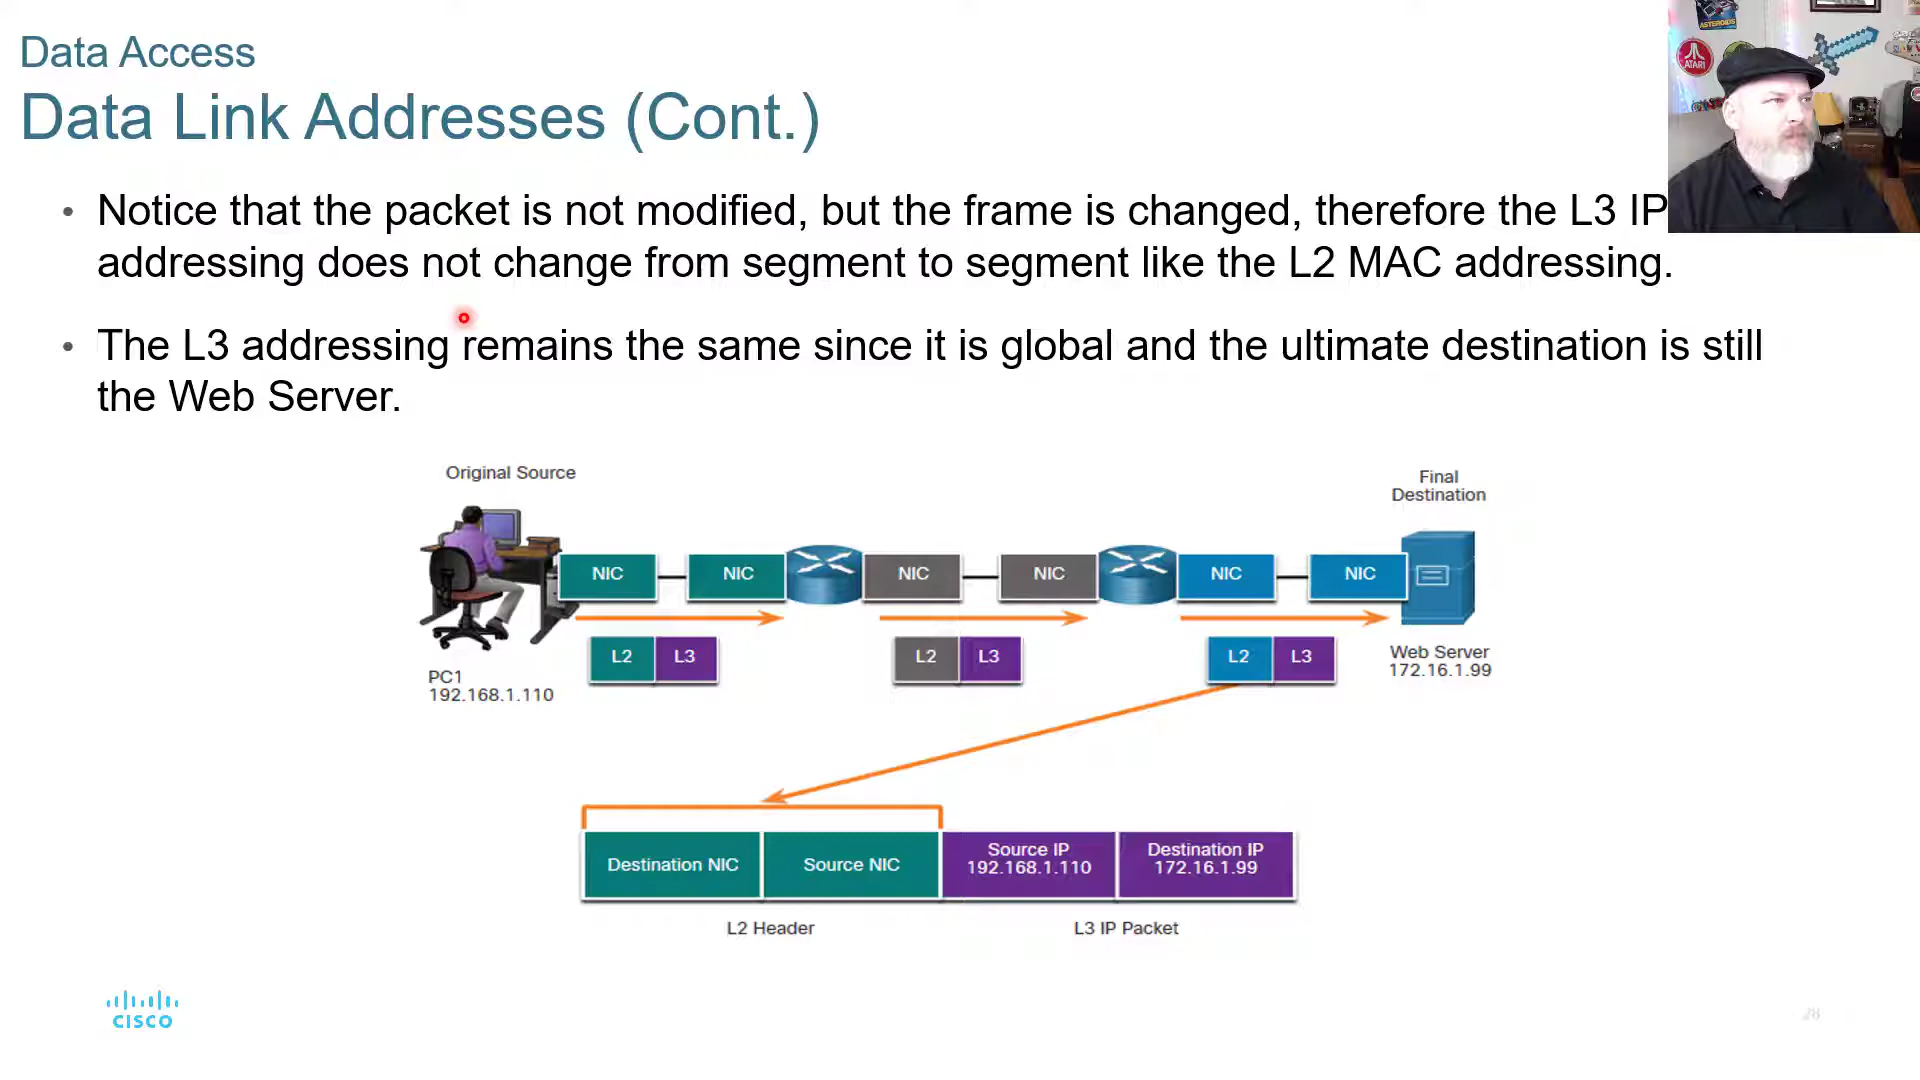 Data Access
Data Link Addresses (Cont.)
ASTEROIDS
ATARI
• Notice that the packet is not modified, but the frame is changed, therefore the L3 IP
addressing does not change from segment to segment like the L2 MAC addressing.
• The L3 addressing remains the same since it is global and the ultimate destination is still
the Web Server.
Original Source
Final
Destination
NIC NIC NIC NIC NIC NIC
L2 L3 L2 L3 L2 L3
PC1
192.168.1.110
Web Server
172.16.1.99
Destination NIC
Source NIC
Source IP
192.168.1.110
Destination IP
172.16.1.99
L2 Header
L3 IP Packet
CISCO
28